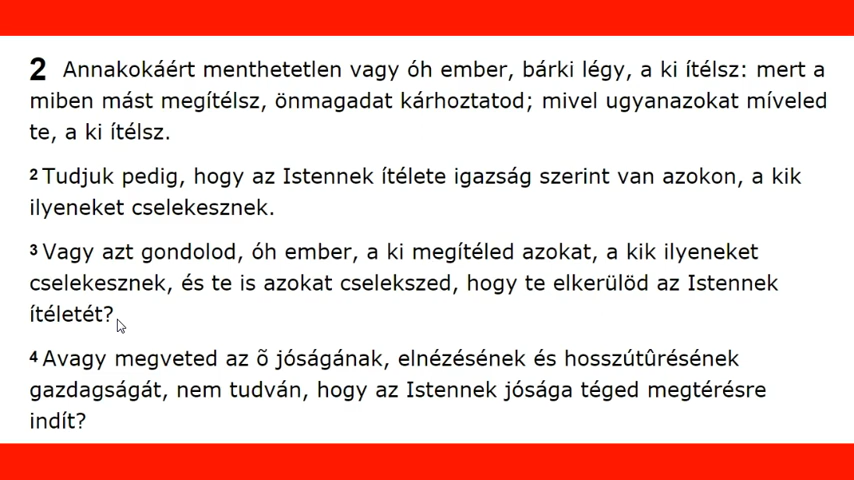 2 Annakokáért menthetetlen vagy óh ember, bárki légy, a ki ítélsz: mert a
miben mást megítélsz, önmagadat kárhoztatod; mivel ugyanazokat míveled
te, a ki ítélsz.
2 Tudjuk pedig, hogy az Istennek ítélete igazság szerint van azokon, a kik
ilyeneket cselekesznek.
3 Vagy azt gondolod, óh ember, a ki megítéled azokat, a kik ilyeneket
cselekesznek, és te is azokat cselekszed, hogy te elkerülöd az Istennek
ítéletét?
4 Avagy megveted az õ jóságának, elnézésének és hosszútûrésének
gazdagságát, nem tudván, hogy az Istennek jósága téged megtérésre
indít?